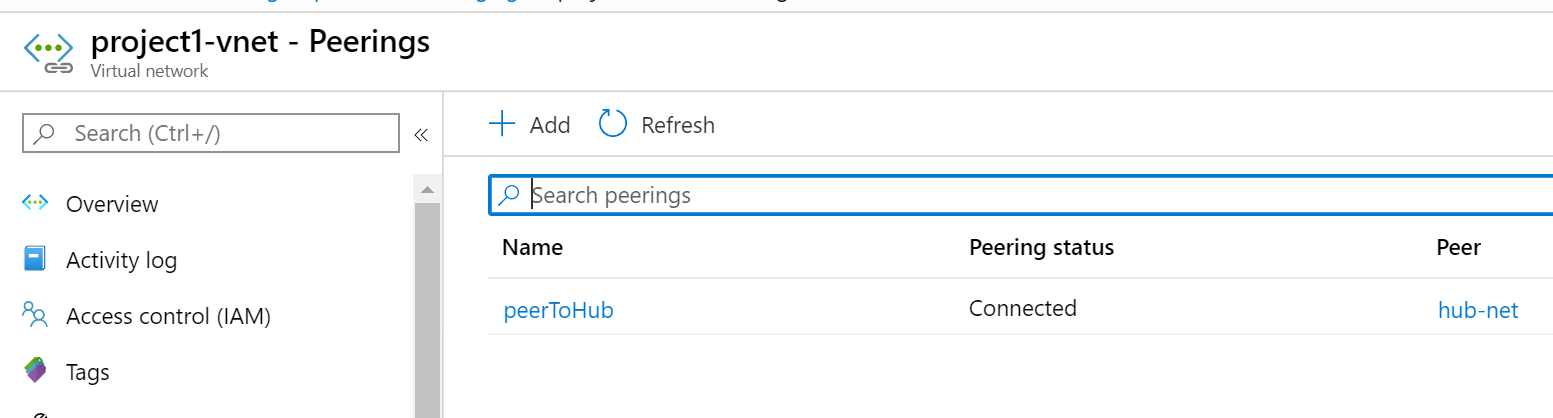 project1-vnet - Peerings
Virtual network
Search (Ctrl+/)
«
Add
Refresh
Overview
Activity log
Access control (IAM)
Tags
Search peerings
Name Peering status Peer
peerToHub Connected hub-net